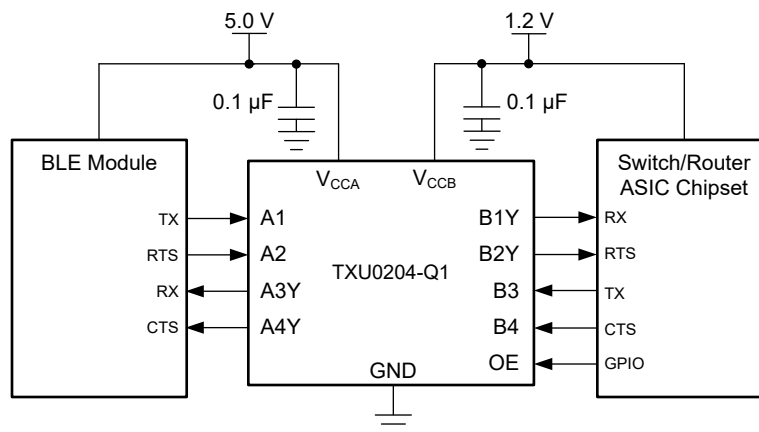 5.0 V
1.2 V
0.1 µF
0.1 µF
BLE Module
Switch/Router
ASIC Chipset
VCCA
VCCB
TX
A1
B1Y
RX
RTS
A2
B2Y
RTS
TXU0204-Q1
RX
A3Y
B3
TX
CTS
A4Y
B4
CTS
OE
GPIO
GND